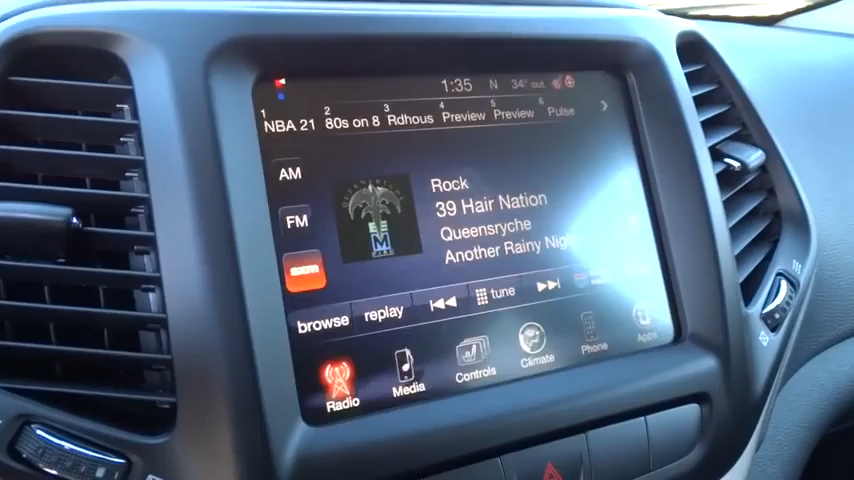 1:35 N 34° out
1 2 3 4 5 6
NBA 21 80s on 8 Rdhous Preview Preview Pulse
AM
FM
sxm
Rock
39 Hair Nation
Queensryche
Another Rainy Nigh
EM
browse replay tune
Radio Media Controls Climate Phone Apps